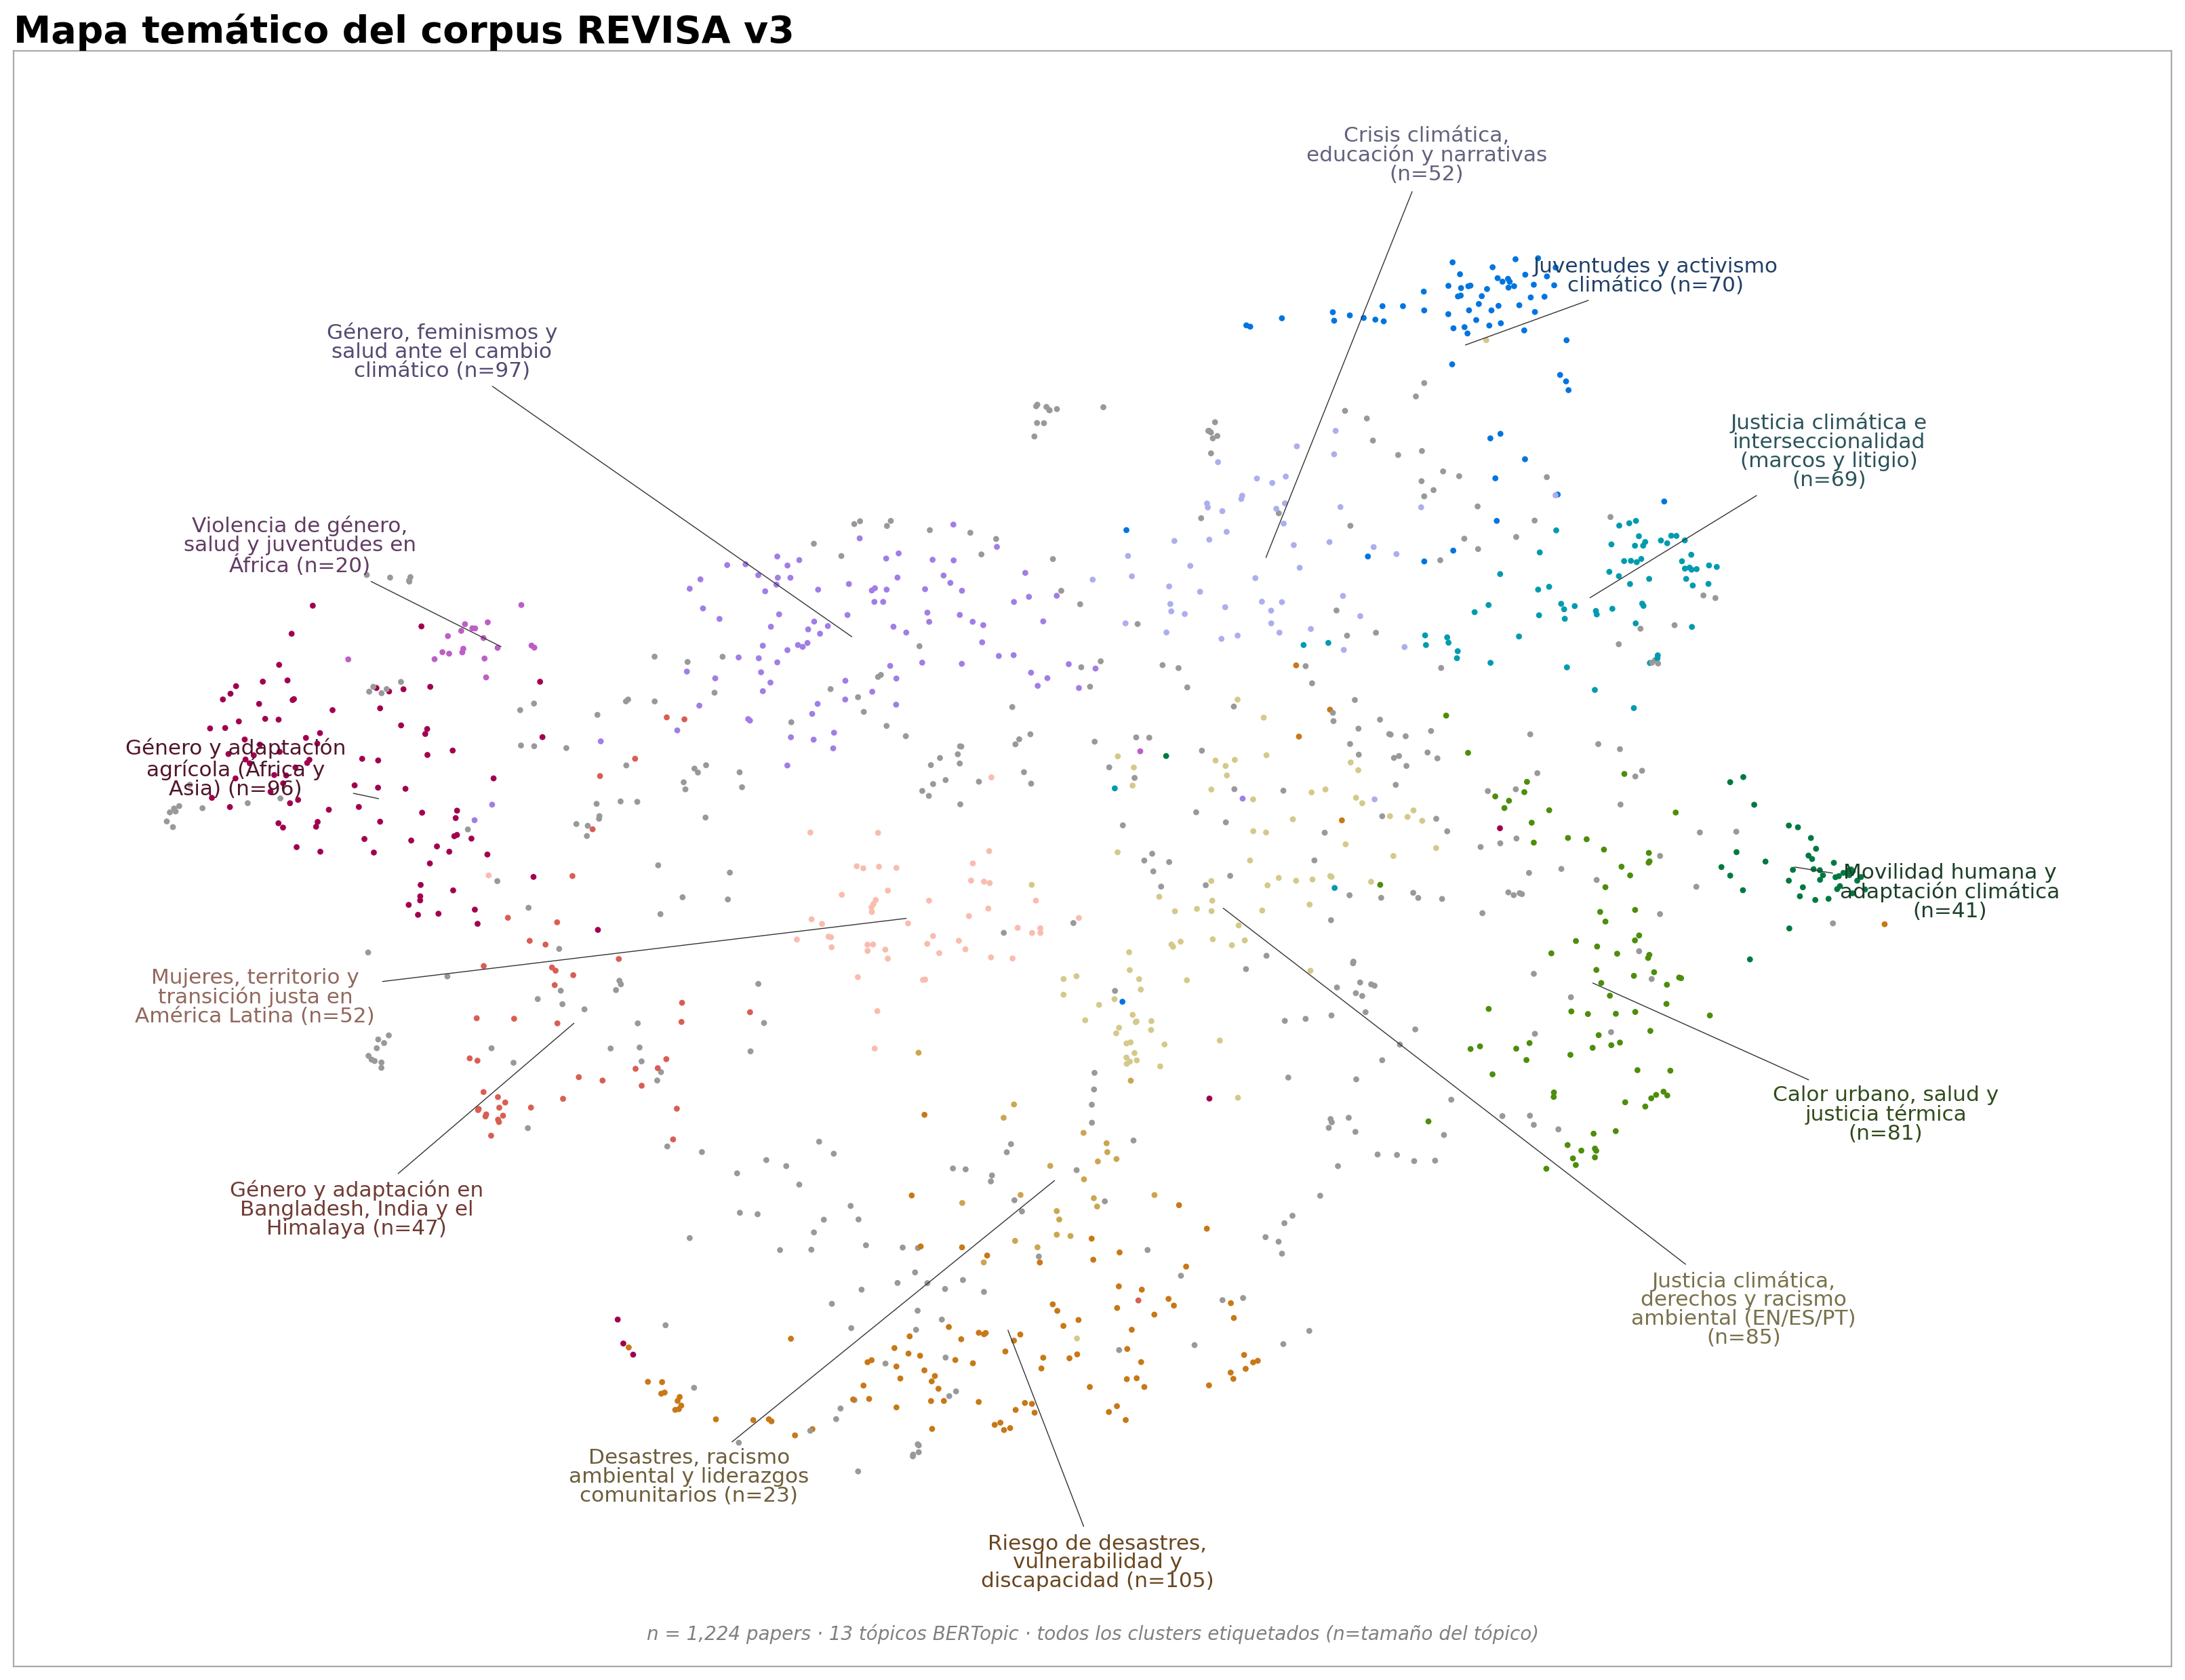 Mapa temático del corpus REVISA v3
Crisis climática,
educación y narrativas
(n=52)
Juventudes y activismo
climático (n=70)
Género, feminismos y
salud ante el cambio
climático (n=97)
Justicia climática e
interseccionalidad
(marcos y litigio)
(n=69)
Violencia de género,
salud y juventudes en
África (n=20)
Género y adaptación
agrícola (África y
Asia) (n=96)
Movilidad humana y
adaptación climática
(n=41)
Mujeres, territorio y
transición justa en
América Latina (n=52)
Calor urbano, salud y
justicia térmica
(n=81)
Género y adaptación en
Bangladesh, India y el
Himalaya (n=47)
Justicia climática,
derechos y racismo
ambiental (EN/ES/PT)
(n=85)
Desastres, racismo
ambiental y liderazgos
comunitarios (n=23)
Riesgo de desastres,
vulnerabilidad y
discapacidad (n=105)
n = 1,224 papers · 13 tópicos BERTopic · todos los clusters etiquetados (n=tamaño del tópico)